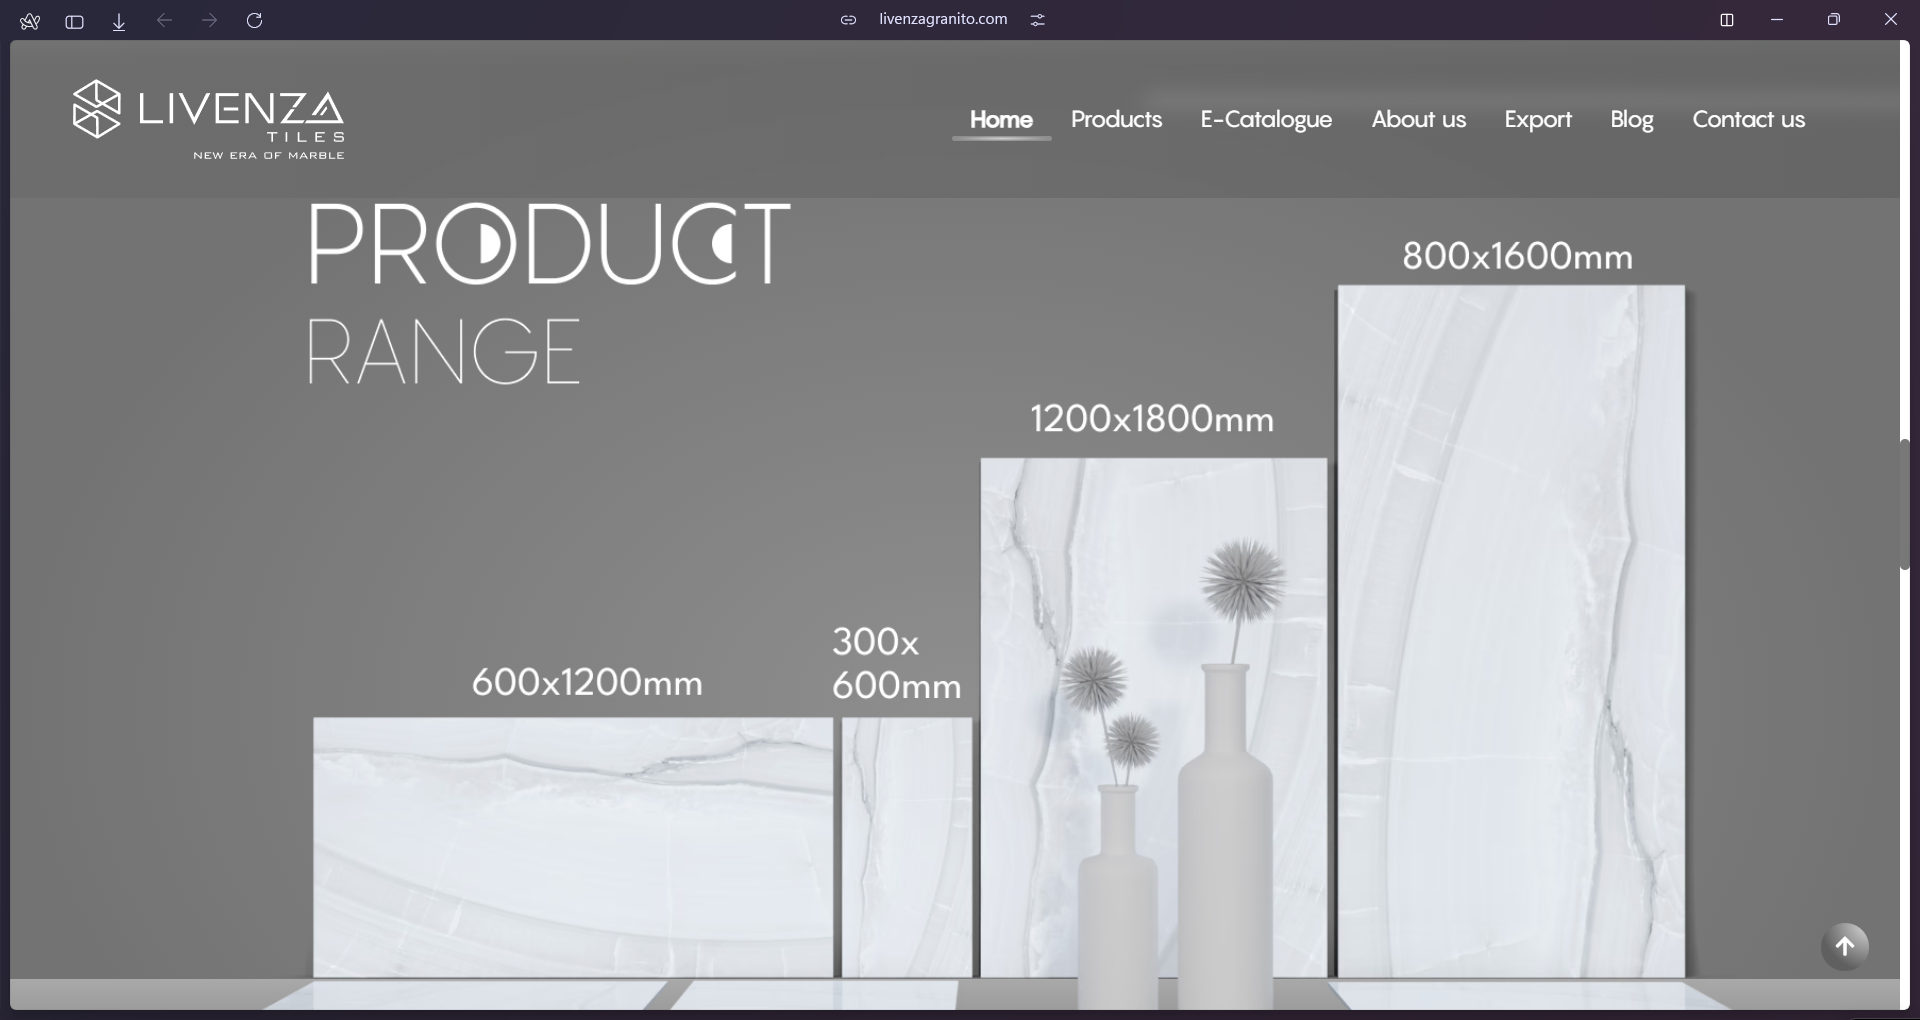 livenzagranito.com
LIVENZA
TILES
NEW ERA OF MARBLE
Home Products E-Catalogue About us Export Blog Contact us
PRODUCT
RANGE
800x1600mm
1200x1800mm
300x
600mm
600x1200mm